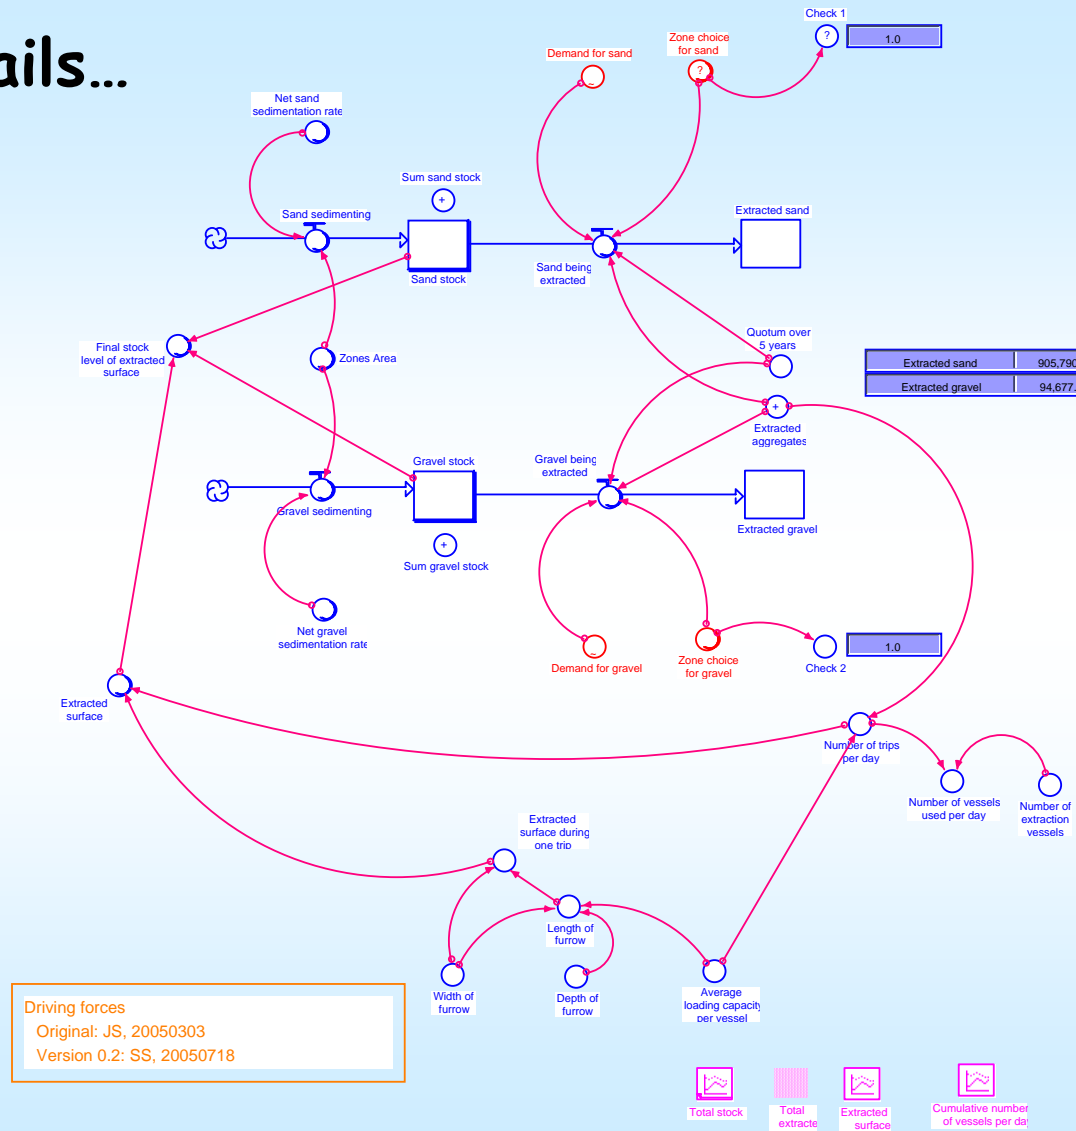 ails...
Check 1
?
1.0
Demand for sand
~
Zone choice
for sand
?
Net sand
sedimentation rate
Sum sand stock
+
Sand sedimenting
Sand stock
Sand being
extracted
Extracted sand
Final stock
level of extracted
surface
Zones Area
Quotum over
5 years
Extracted sand 905,790
Extracted gravel 94,677.
+
Extracted
aggregates
Gravel stock
Gravel being
extracted
Gravel sedimenting
Extracted gravel
+
Sum gravel stock
Net gravel
sedimentation rate
~
Demand for gravel
Zone choice
for gravel
Check 2
1.0
Extracted
surface
Number of trips
per day
Number of vessels
used per day
Number of
extraction
vessels
Extracted
surface during
one trip
Length of
furrow
Width of
furrow
Depth of
furrow
Average
loading capacity
per vessel
Driving forces
Original: JS, 20050303
Version 0.2: SS, 20050718
Total stock
Total
extracte
Extracted
surface
Cumulative number
of vessels per day